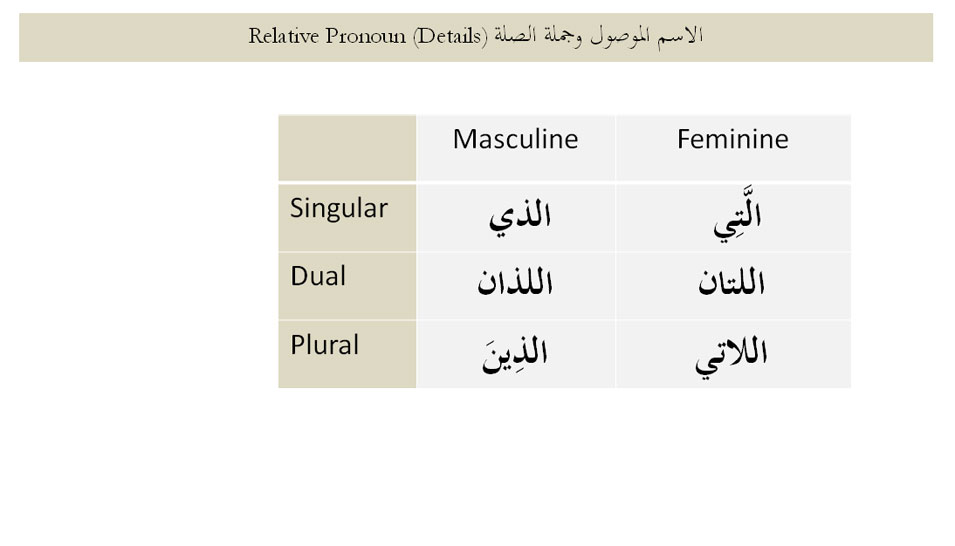 Relative Pronoun (Details) الاسم الموصول وجملة الصلة
Masculine Feminine
Singular الذي الَّتِي
Dual اللذان اللتان
Plural الذِينَ اللاتي